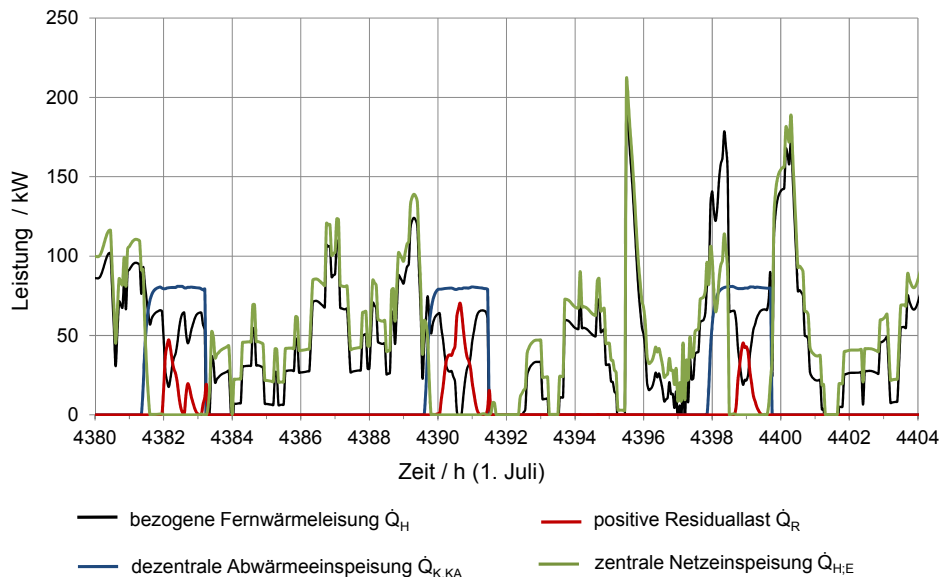 250
200
150
100
50
0
Leistung / kW
4380 4382 4384 4386 4388 4390 4392 4394 4396 4398 4400 4402 4404
Zeit / h (1. Juli)
bezogene Fernwärmeleisung Q̇H
positive Residuallast Q̇R
dezentrale Abwärmeeinspeisung Q̇K,KA
zentrale Netzeinspeisung Q̇H;E